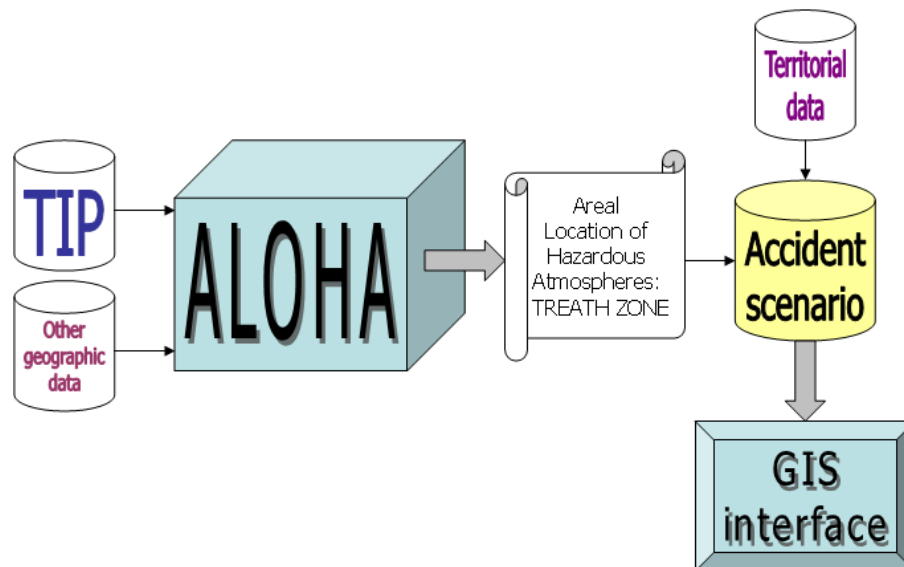 TIP
Other
geographic
data
ALOHA
Areal
Location of
Hazardous
Atmospheres:
TREATH ZONE
Territorial
data
Accident
scenario
GIS
interface